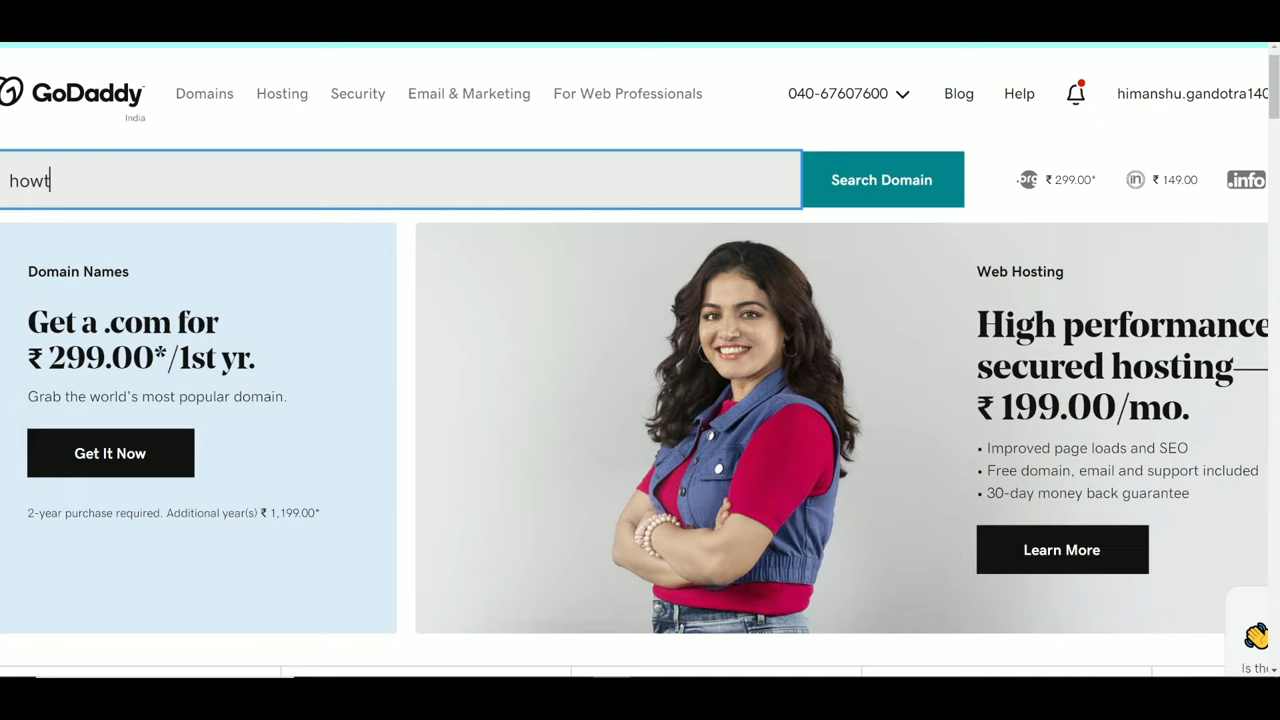 GoDaddy
India
Domains
Hosting
Security
Email & Marketing
For Web Professionals
040-67607600
Blog
Help
himanshu.gandotra140
howt
Search Domain
.org ₹ 299.00*
in ₹ 149.00
.info
Domain Names
Get a .com for
₹ 299.00*/1st yr.
Grab the world's most popular domain.
Get It Now
2-year purchase required. Additional year(s) ₹ 1,199.00*
Web Hosting
High performance
secured hosting—
₹ 199.00/mo.
• Improved page loads and SEO
• Free domain, email and support included
• 30-day money back guarantee
Learn More
Is the